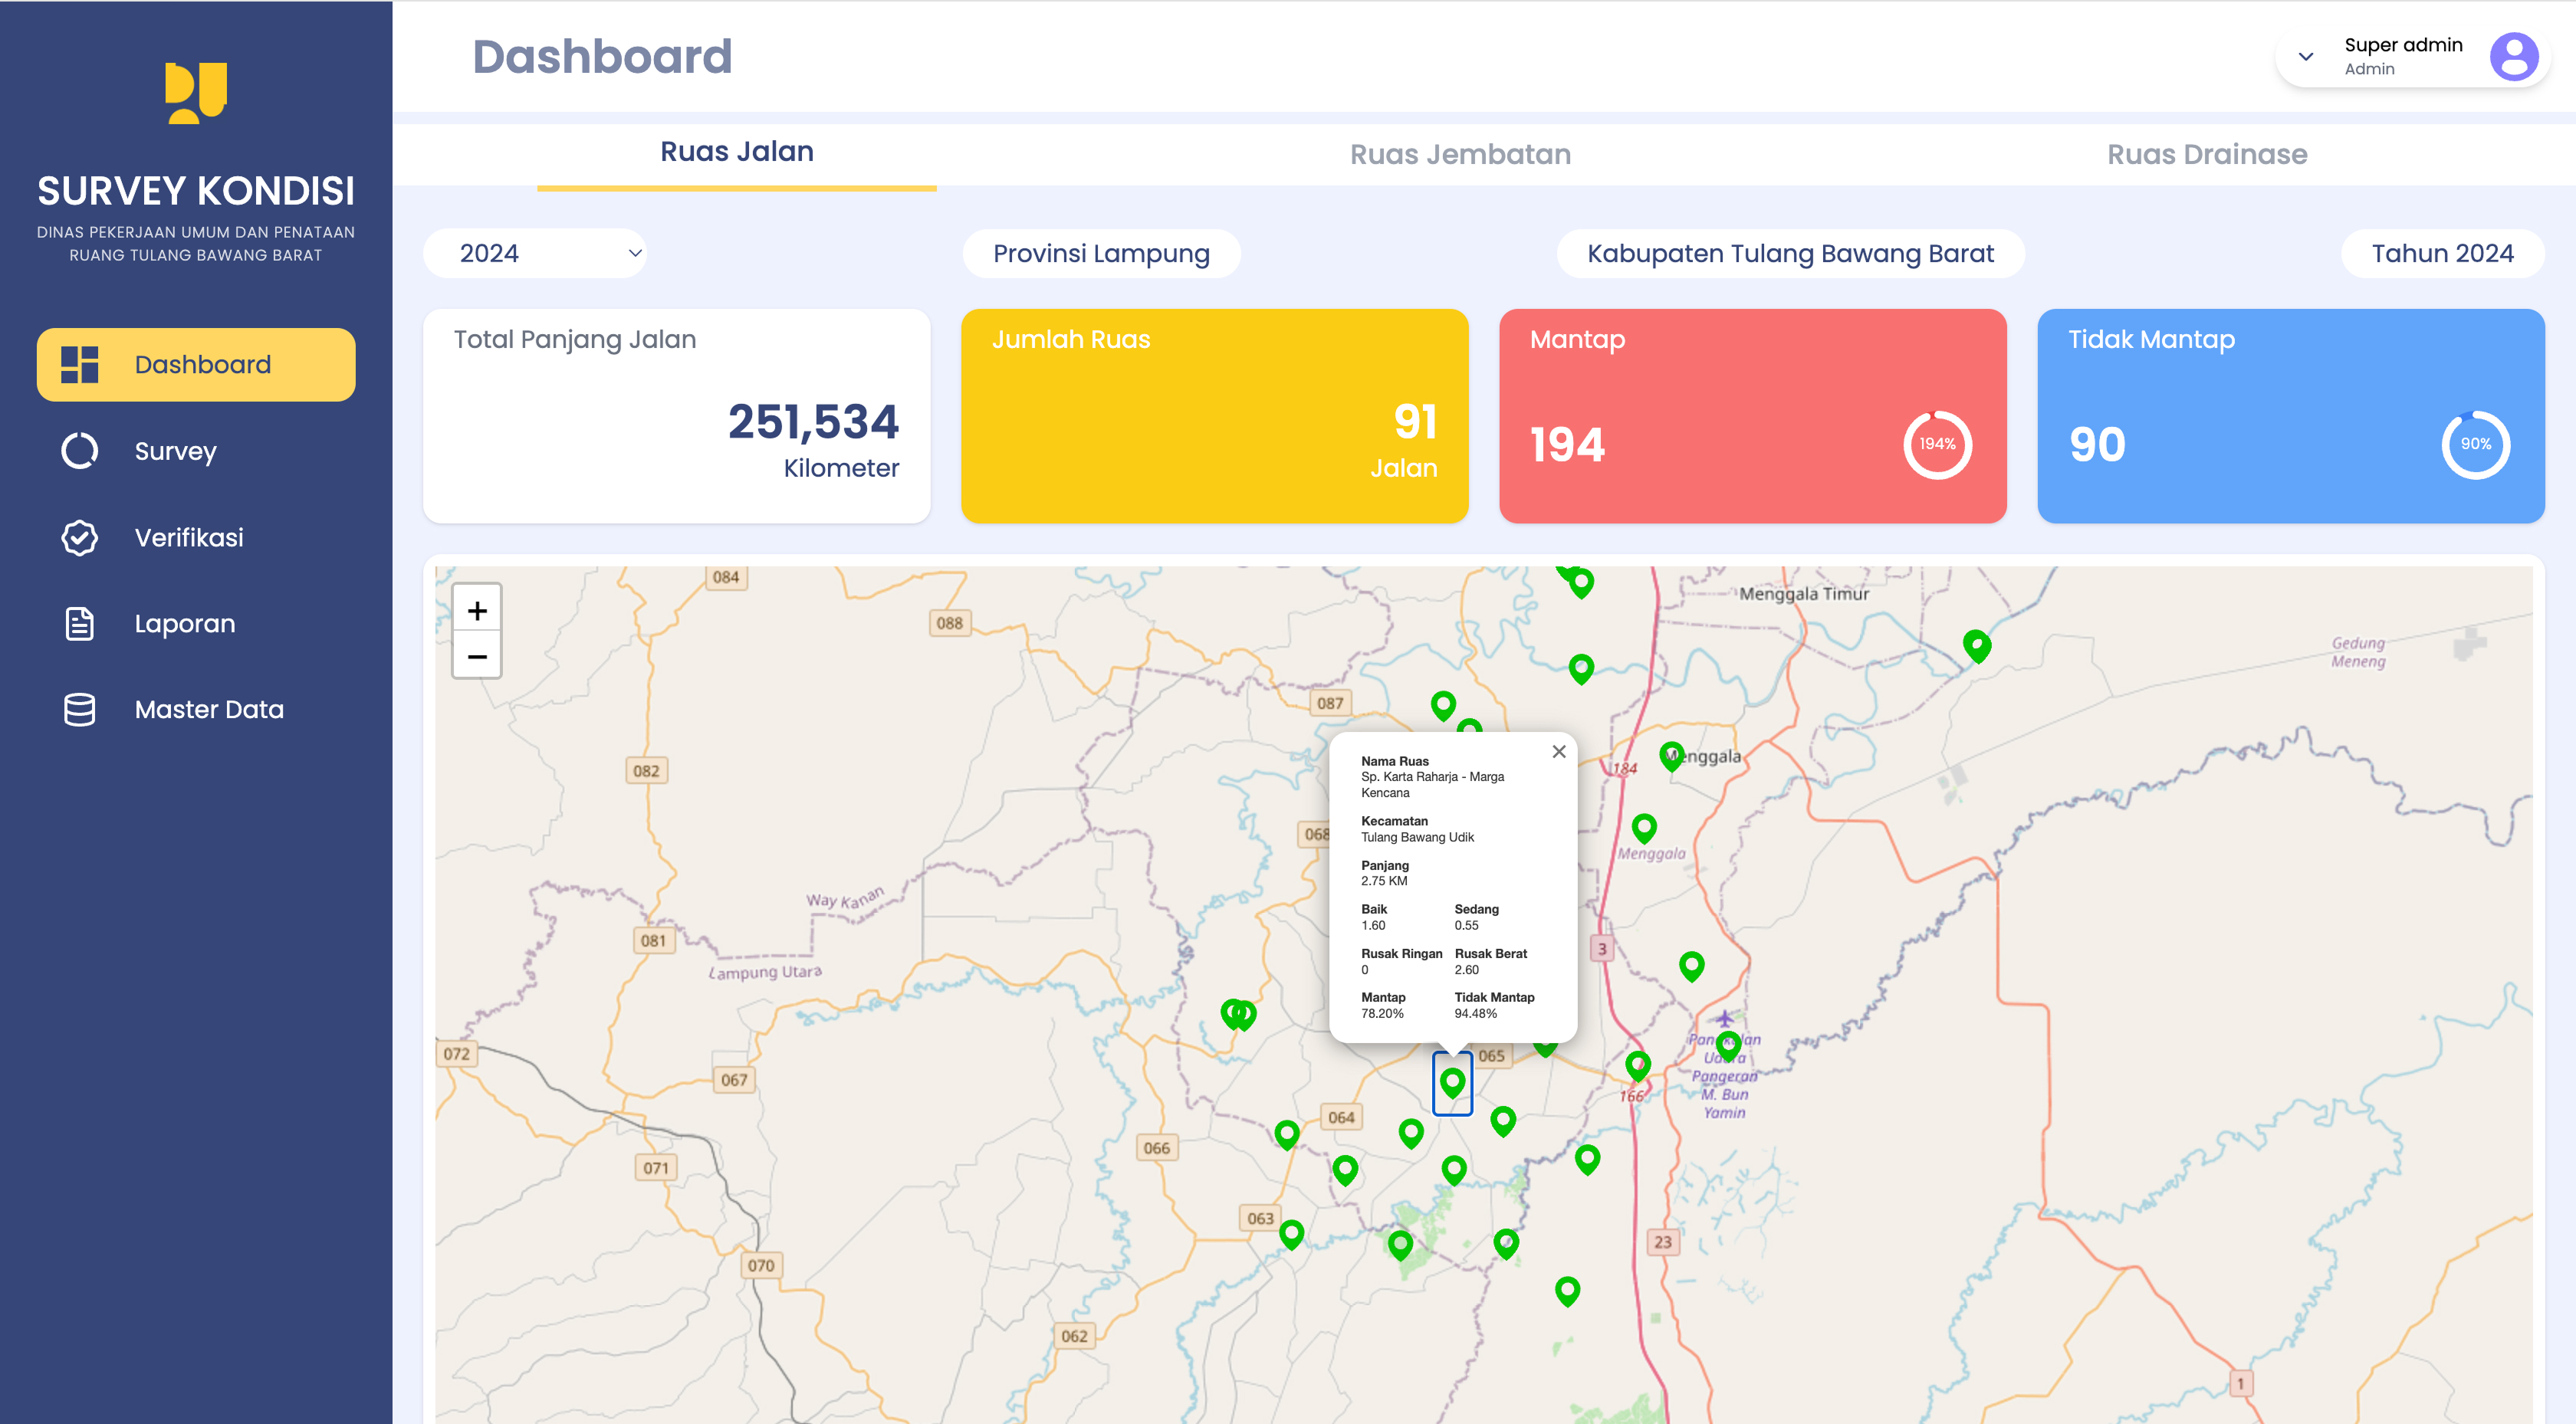 Dashboard
Super admin
Admin
SURVEY KONDISI
DINAS PEKERJAAN UMUM DAN PENATAAN
RUANG TULANG BAWANG BARAT
Dashboard
Survey
Verifikasi
Laporan
Master Data
Ruas Jalan
Ruas Jembatan
Ruas Drainase
2024
Provinsi Lampung
Kabupaten Tulang Bawang Barat
Tahun 2024
Total Panjang Jalan
251,534
Kilometer
Jumlah Ruas
91
Jalan
Mantap
194
194%
Tidak Mantap
90
90%
+
−
084
088
Menggala Timur
Gedung
Meneng
087
082
184
Menggala
068
Menggala
Way Kanan
081
Lampung Utara
3
072
067
065
064
066
071
166
Pangkalan
Udara
Pangeran
M. Bun
Yamin
063
23
070
062
1
Nama Ruas
Sp. Karta Raharja - Marga
Kencana
Kecamatan
Tulang Bawang Udik
Panjang
2.75 KM
Baik Sedang
1.60 0.55
Rusak Ringan Rusak Berat
0 2.60
Mantap Tidak Mantap
78.20% 94.48%